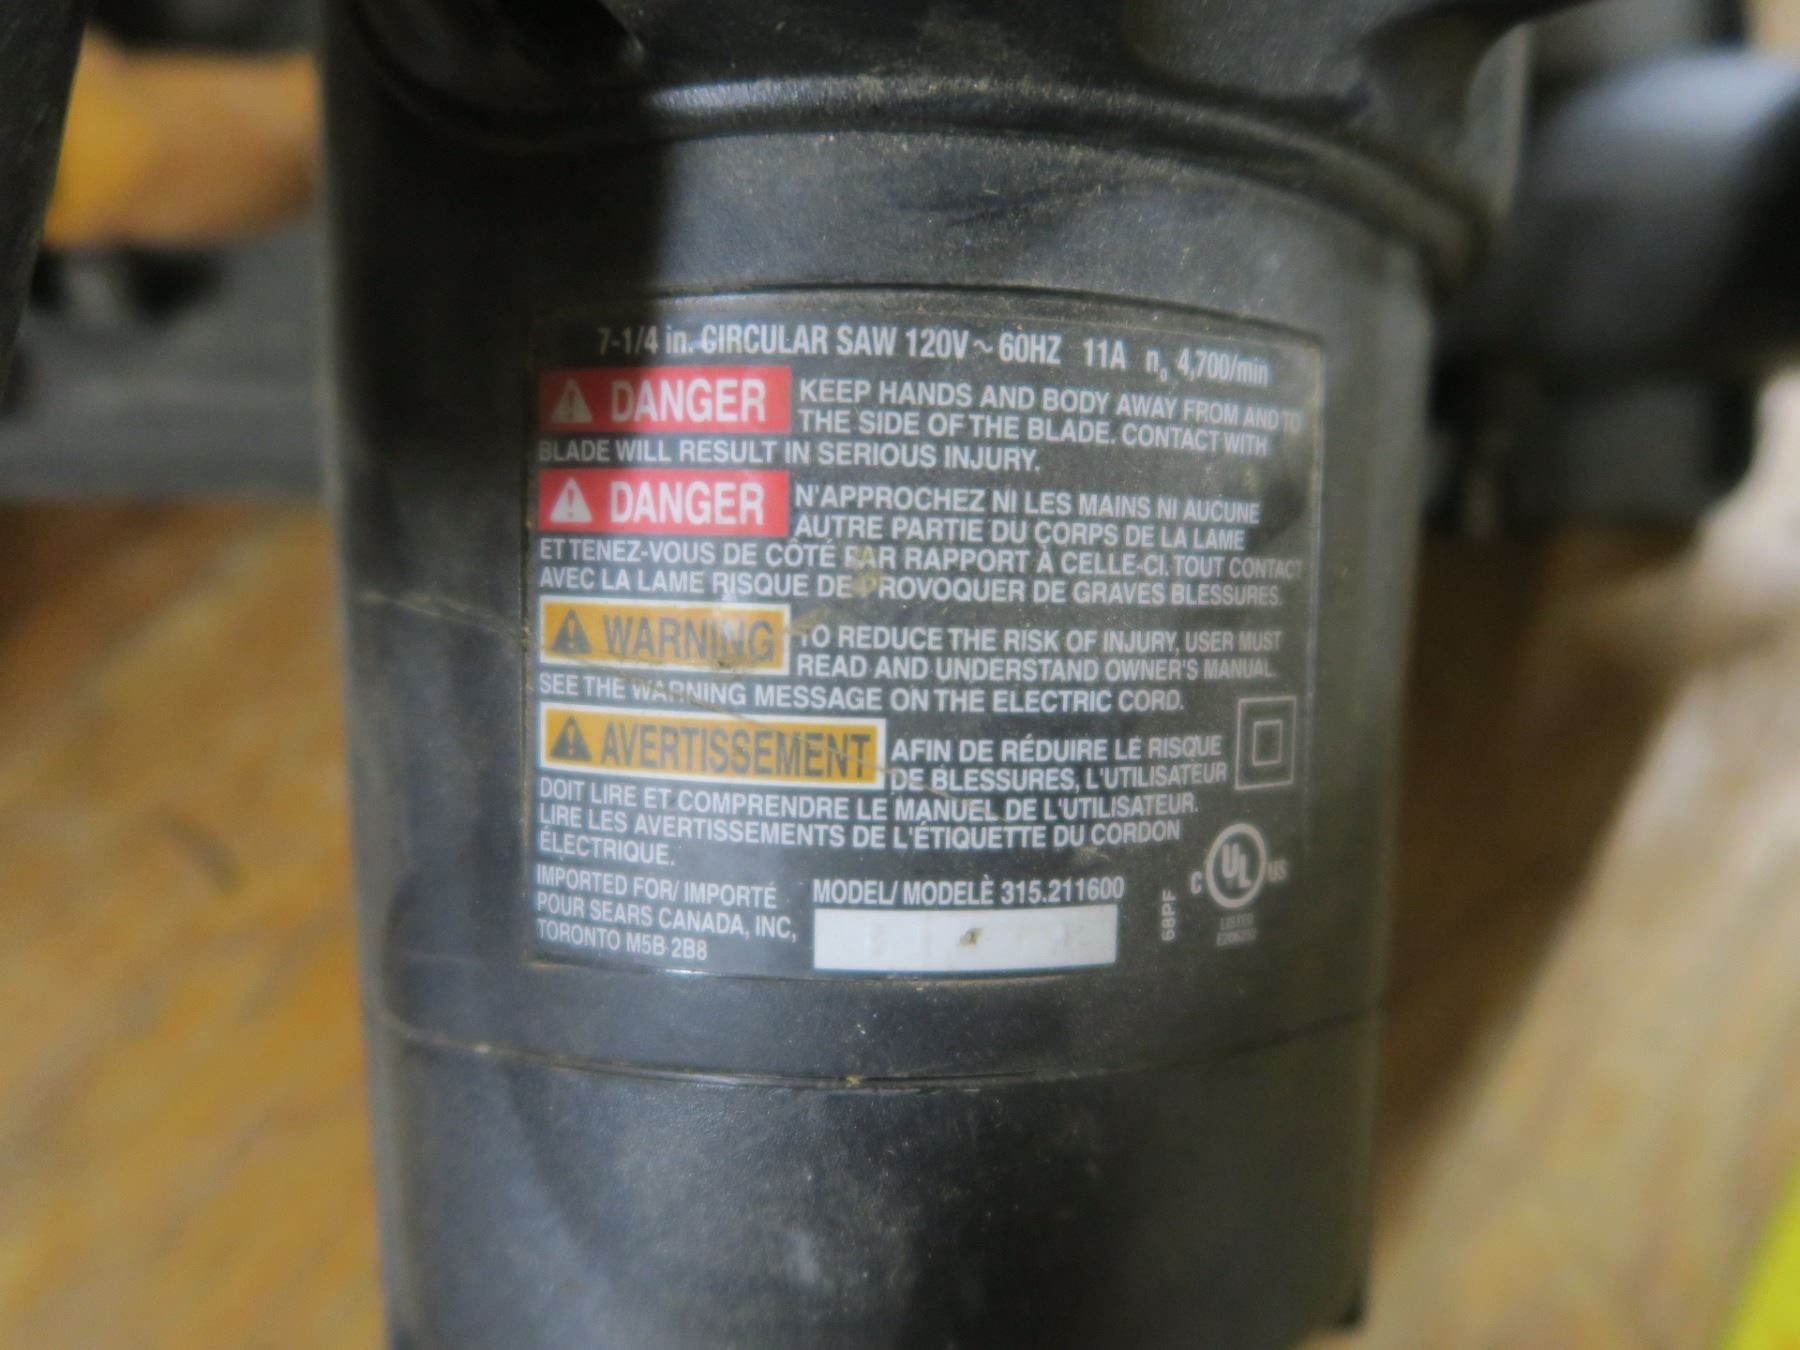 7-1/4 in. CIRCULAR SAW 120V ~ 60HZ 11A n₀ 4,700/min
DANGER KEEP HANDS AND BODY AWAY FROM AND TO
THE SIDE OF THE BLADE. CONTACT WITH
BLADE WILL RESULT IN SERIOUS INJURY.
DANGER N'APPROCHEZ NI LES MAINS NI AUCUNE
AUTRE PARTIE DU CORPS DE LA LAME
ET TENEZ-VOUS DE CÔTÉ PAR RAPPORT À CELLE-CI. TOUT CONTACT
AVEC LA LAME RISQUE DE PROVOQUER DE GRAVES BLESSURES.
WARNING TO REDUCE THE RISK OF INJURY, USER MUST
READ AND UNDERSTAND OWNER'S MANUAL.
SEE THE WARNING MESSAGE ON THE ELECTRIC CORD.
AVERTISSEMENT AFIN DE RÉDUIRE LE RISQUE
DE BLESSURES, L'UTILISATEUR
DOIT LIRE ET COMPRENDRE LE MANUEL DE L'UTILISATEUR.
LIRE LES AVERTISSEMENTS DE L'ÉTIQUETTE DU CORDON
ÉLECTRIQUE.
IMPORTED FOR/ IMPORTÉ
POUR SEARS CANADA, INC,
TORONTO M5B 2B8
MODEL/ MODELÈ 315.211600
68PF
C UL US
LISTED